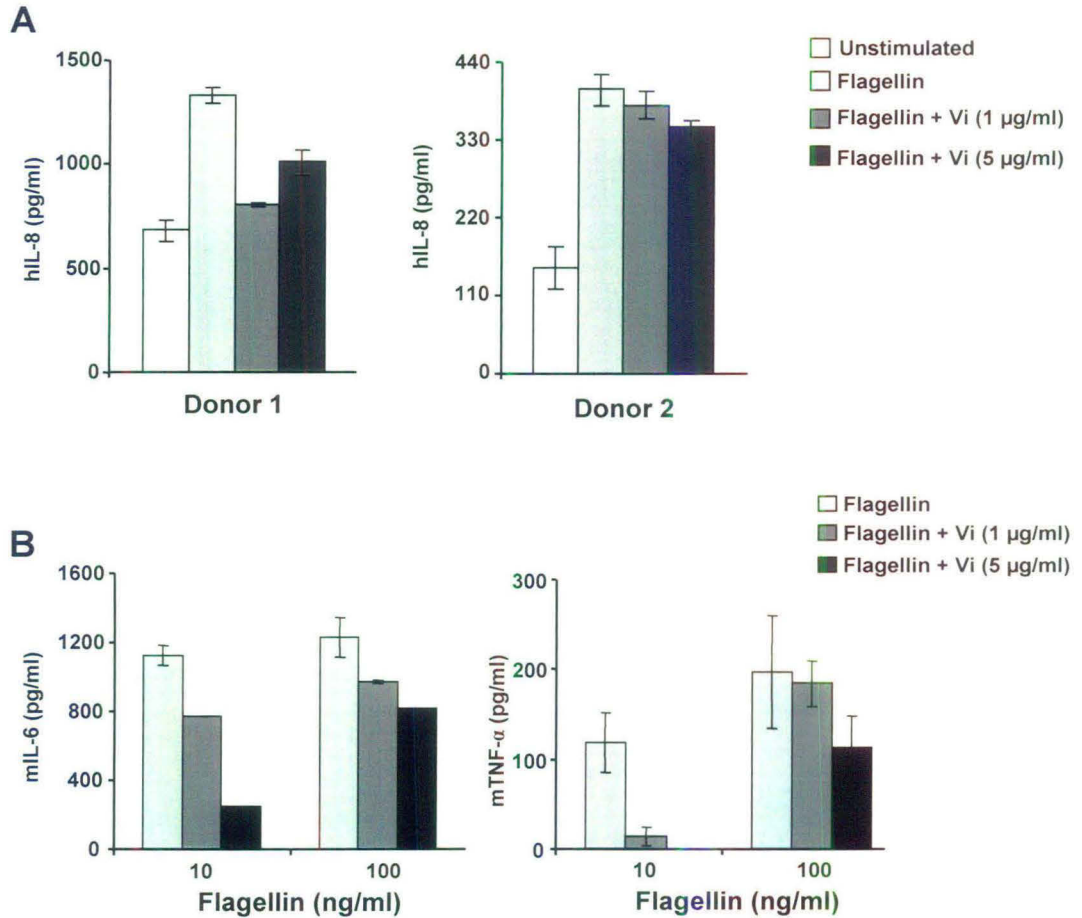 A
hIL-8 (pg/ml)
1500
1000
500
0
Donor 1
hIL-8 (pg/ml)
440
330
220
110
0
Donor 2
Unstimulated
Flagellin
Flagellin + Vi (1 µg/ml)
Flagellin + Vi (5 µg/ml)
B
mIL-6 (pg/ml)
1600
1200
800
400
0
10
100
Flagellin (ng/ml)
mTNF-α (pg/ml)
300
200
100
0
10
100
Flagellin (ng/ml)
Flagellin
Flagellin + Vi (1 µg/ml)
Flagellin + Vi (5 µg/ml)